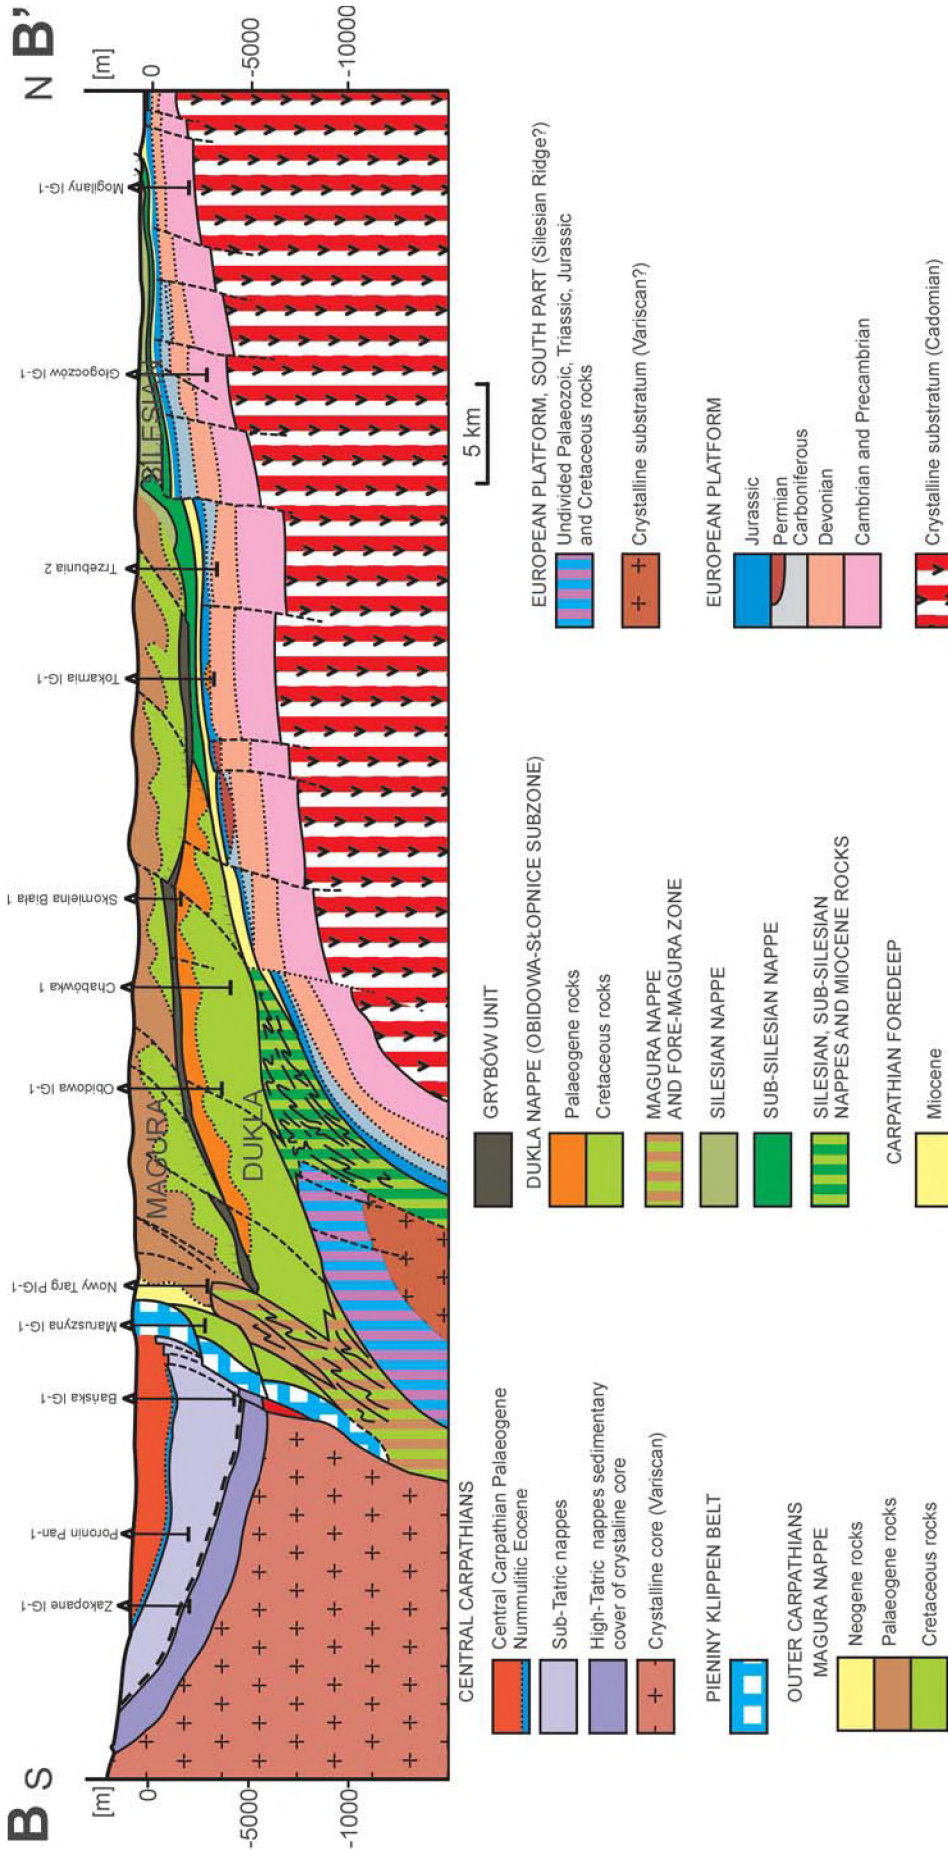 B
S
N
B'
[m]
0
-5000
-1000
[m]
0
-5000
-10000
Zakopane IG-1
Poronin Pan-1
Bańska IG-1
Maruszyna IG-1
Nowy Targ PIG-1
Obidowa IG-1
Chabówka 1
Skomielna Biała 1
Tokarnia IG-1
Trzebunia 2
Głogoczów IG-1
Mogilany IG-1
MAGURA
DUKLA
SILESIAN
5 km
CENTRAL CARPATHIANS
Central Carpathian Palaeogene
Nummulitic Eocene
Sub-Tatric nappes
High-Tatric nappes sedimentary
cover of crystaline core
Crystalline core (Variscan)
PIENINY KLIPPEN BELT
OUTER CARPATHIANS
MAGURA NAPPE
Neogene rocks
Palaeogene rocks
Cretaceous rocks
GRYBÓW UNIT
DUKLA NAPPE (OBIDOWA-SŁOPNICE SUBZONE)
Palaeogene rocks
Cretaceous rocks
MAGURA NAPPE
AND FORE-MAGURA ZONE
SILESIAN NAPPE
SUB-SILESIAN NAPPE
SILESIAN, SUB-SILESIAN
NAPPES AND MIOCENE ROCKS
CARPATHIAN FOREDEEP
Miocene
EUROPEAN PLATFORM, SOUTH PART (Silesian Ridge?)
Undivided Palaeozoic, Triassic, Jurassic
and Cretaceous rocks
Crystalline substratum (Variscan?)
EUROPEAN PLATFORM
Jurassic
Permian
Carboniferous
Devonian
Cambrian and Precambrian
Crystalline substratum (Cadomian)